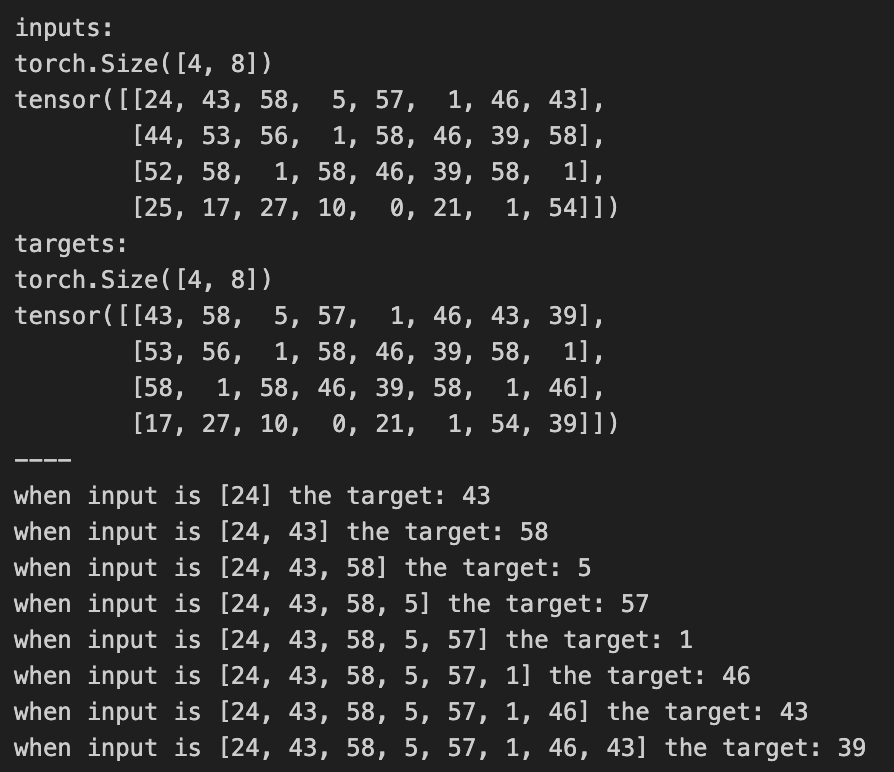 inputs:
torch.Size([4, 8])
tensor([[24, 43, 58,  5, 57,  1, 46, 43],
        [44, 53, 56,  1, 58, 46, 39, 58],
        [52, 58,  1, 58, 46, 39, 58,  1],
        [25, 17, 27, 10,  0, 21,  1, 54]])
targets:
torch.Size([4, 8])
tensor([[43, 58,  5, 57,  1, 46, 43, 39],
        [53, 56,  1, 58, 46, 39, 58,  1],
        [58,  1, 58, 46, 39, 58,  1, 46],
        [17, 27, 10,  0, 21,  1, 54, 39]])
----
when input is [24] the target: 43
when input is [24, 43] the target: 58
when input is [24, 43, 58] the target: 5
when input is [24, 43, 58, 5] the target: 57
when input is [24, 43, 58, 5, 57] the target: 1
when input is [24, 43, 58, 5, 57, 1] the target: 46
when input is [24, 43, 58, 5, 57, 1, 46] the target: 43
when input is [24, 43, 58, 5, 57, 1, 46, 43] the target: 39